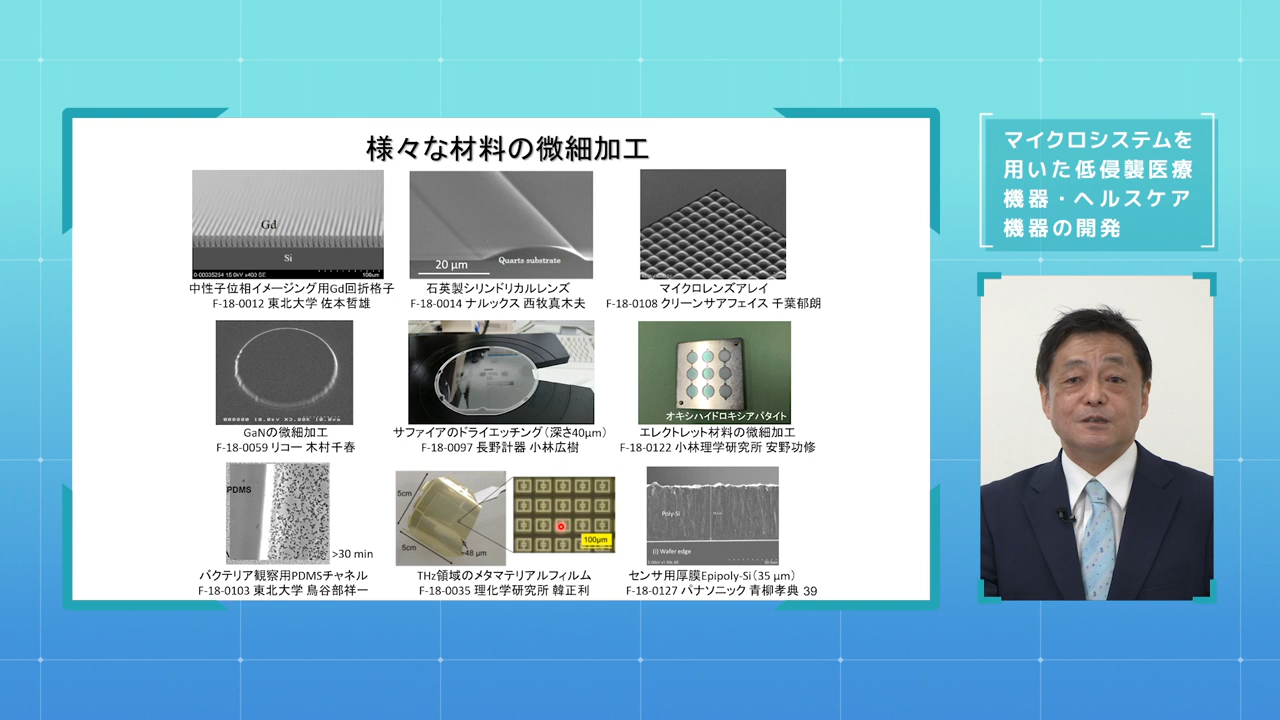 様々な材料の微細加工
Gd
Si
中性子位相イメージング用Gd回折格子
F-18-0012 東北大学 佐本哲雄
20 μm
Quarts substrate
石英製シリンドリカルレンズ
F-18-0014 ナルックス 西牧真木夫
マイクロレンズアレイ
F-18-0108 クリーンサアフェイス 千葉郁朗
GaNの微細加工
F-18-0059 リコー 木村千春
サファイアのドライエッチング（深さ40μm）
F-18-0097 長野計器 小林広樹
オキシハイドロキシアパタイト
エレクトレット材料の微細加工
F-18-0122 小林理学研究所 安野功修
PDMS
>30 min
バクテリア観察用PDMSチャネル
F-18-0103 東北大学 鳥谷部祥一
5cm
5cm
~48 μm
100μm
THz領域のメタマテリアルフィルム
F-18-0035 理化学研究所 韓正利
Poly-Si
(i) Wafer edge
センサ用厚膜Epipoly-Si（35 μm）
F-18-0127 パナソニック 青柳孝典
39
マイクロシステムを
用いた低侵襲医療
機器・ヘルスケア
機器の開発